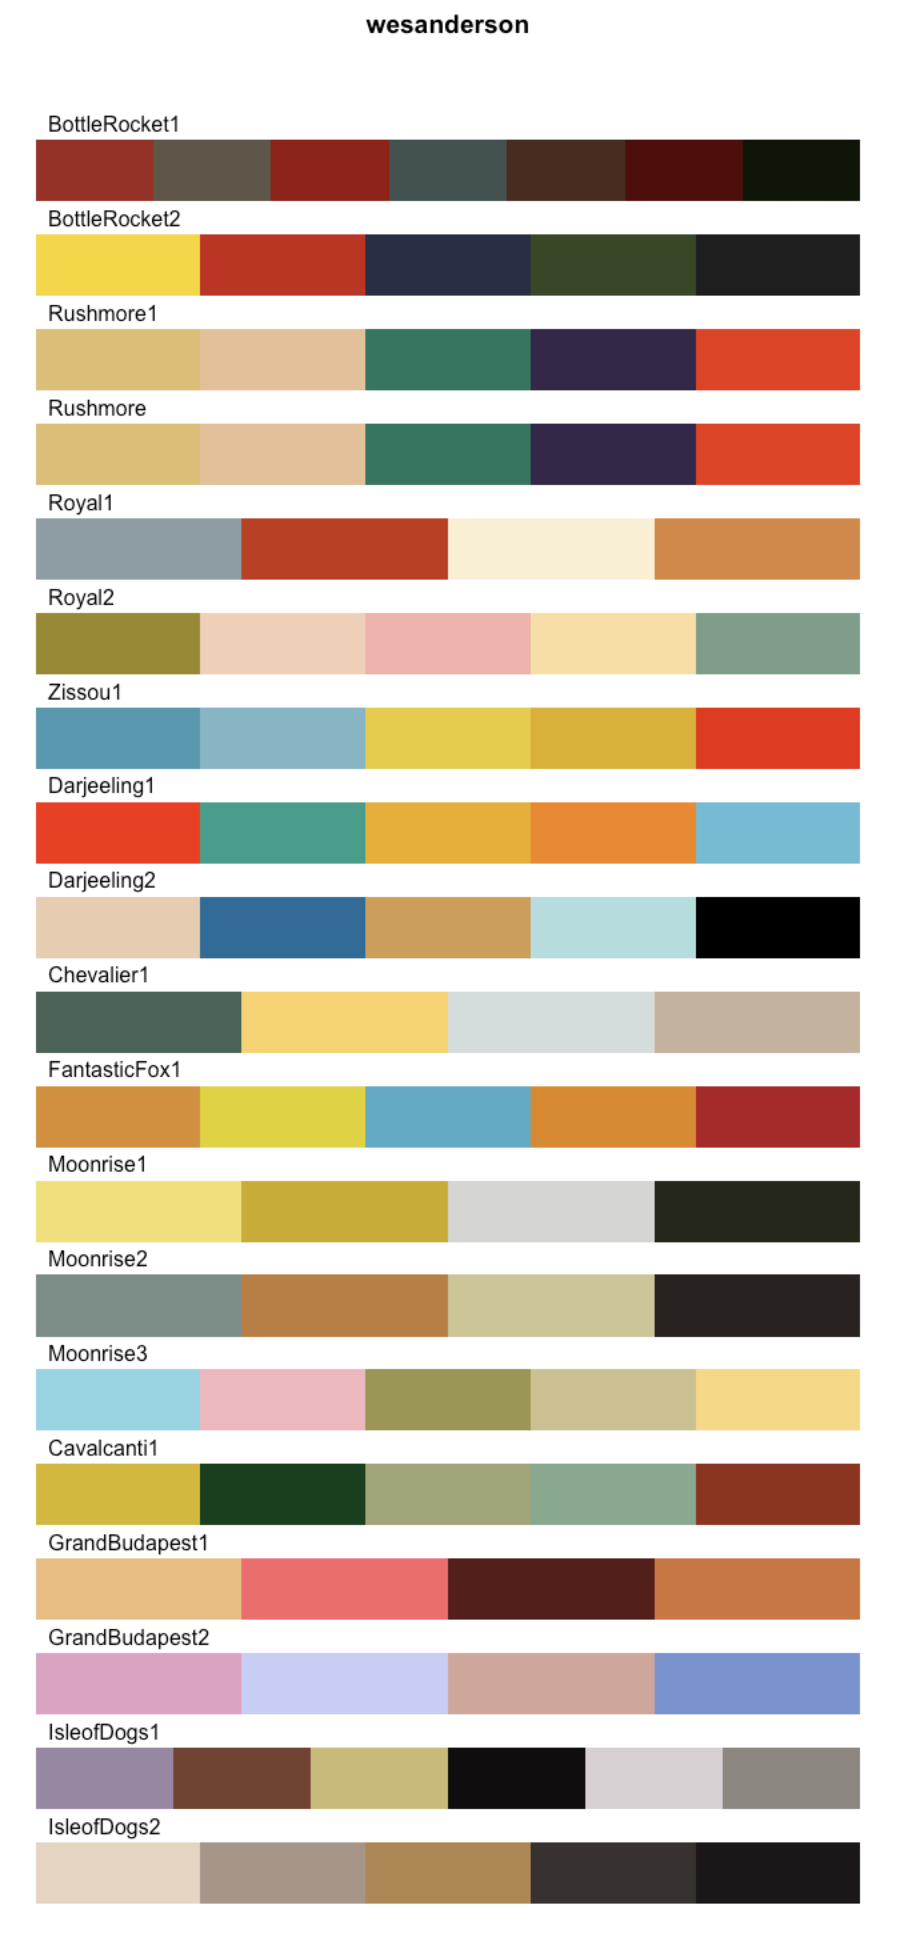 wesanderson
BottleRocket1
BottleRocket2
Rushmore1
Rushmore
Royal1
Royal2
Zissou1
Darjeeling1
Darjeeling2
Chevalier1
FantasticFox1
Moonrise1
Moonrise2
Moonrise3
Cavalcanti1
GrandBudapest1
GrandBudapest2
IsleofDogs1
IsleofDogs2